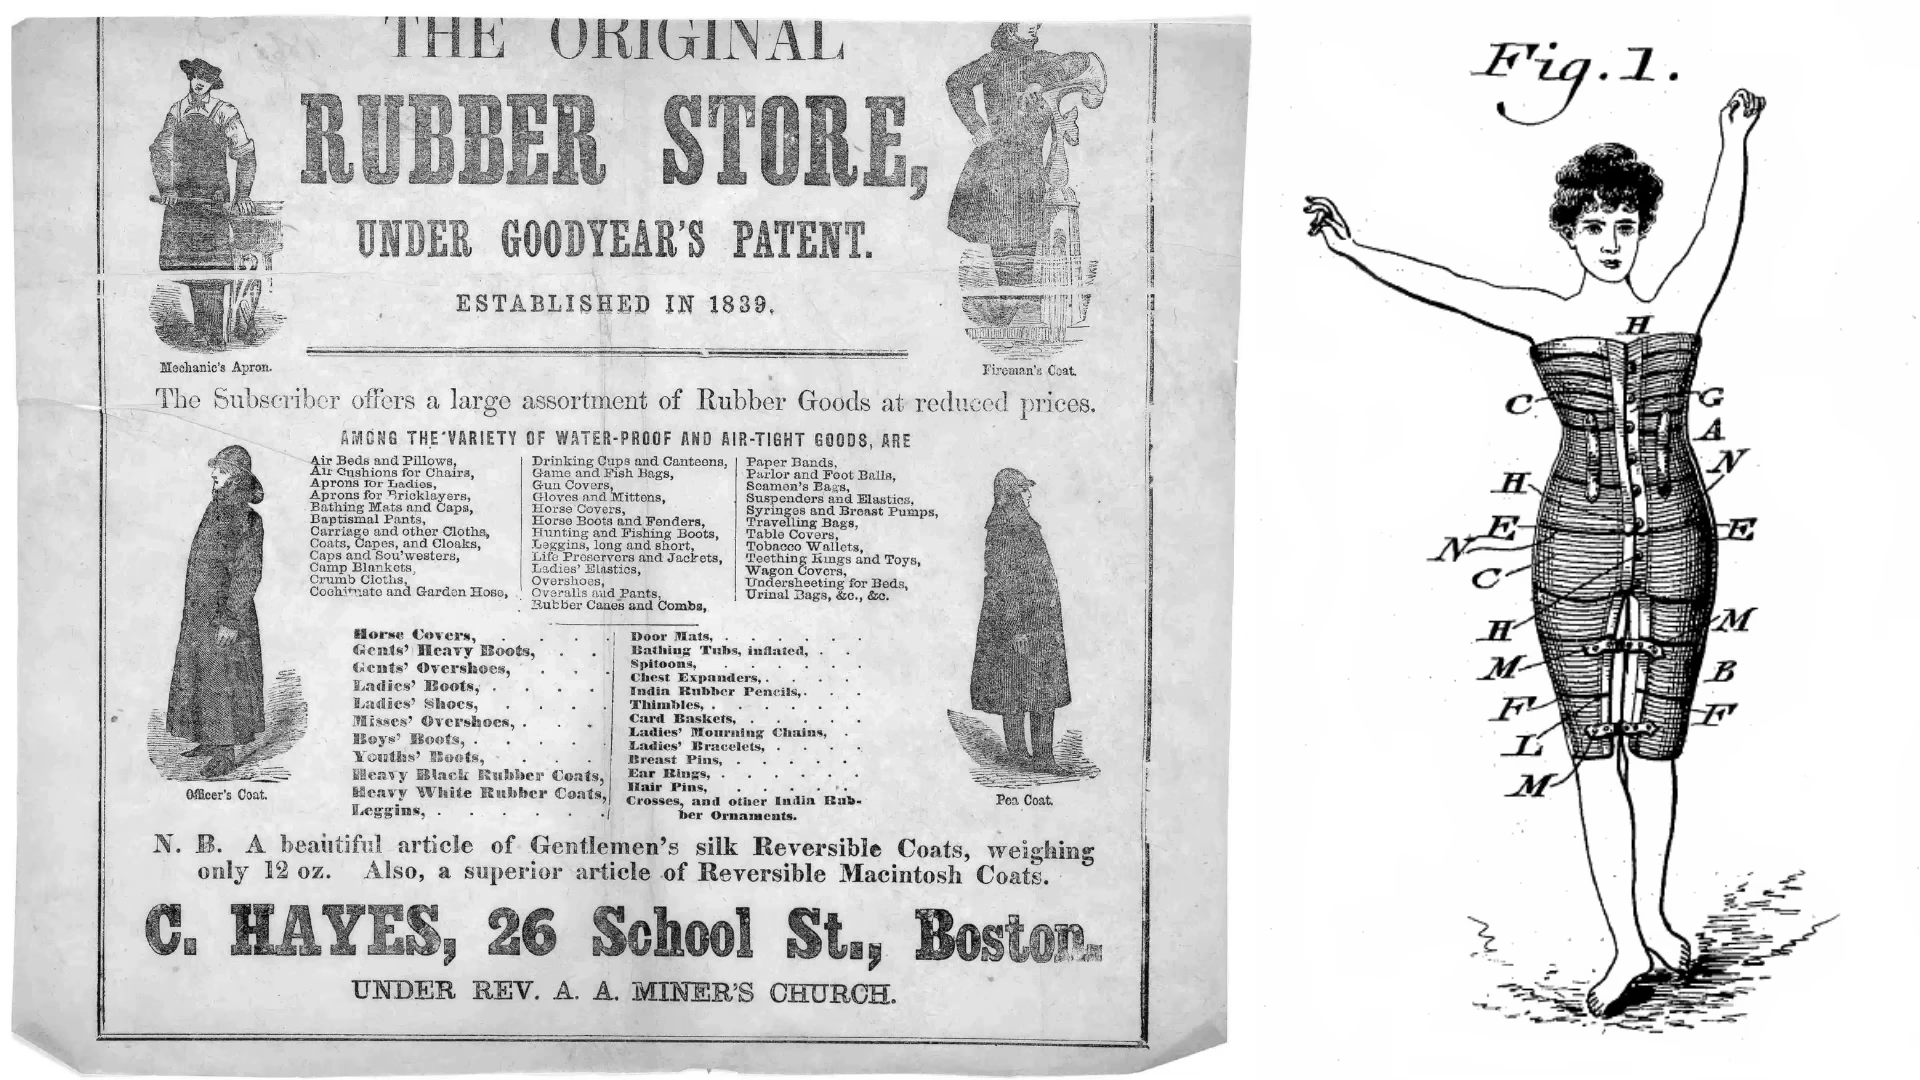 THE ORIGINAL
RUBBER STORE,
UNDER GOODYEAR'S PATENT.
ESTABLISHED IN 1839.
Mechanic's Apron.
Fireman's Coat.
The Subscriber offers a large assortment of Rubber Goods at reduced prices.
AMONG THE VARIETY OF WATER-PROOF AND AIR-TIGHT GOODS, ARE
Air Beds and Pillows,
Air Cushions for Chairs,
Aprons for Ladies,
Aprons for Bricklayers,
Bathing Mats and Caps,
Baptismal Pants,
Carriage and other Cloths,
Coats, Capes, and Cloaks,
Caps and Sou'westers,
Camp Blankets,
Crumb Cloths,
Cochituate and Garden Hose,
Drinking Cups and Canteens,
Game and Fish Bags,
Gun Covers,
Gloves and Mittens,
Horse Covers,
Horse Boots and Fenders,
Hunting and Fishing Boots,
Leggins, long and short,
Life Preservers and Jackets,
Ladies' Elastics,
Overshoes,
Overalls and Pants,
Rubber Canes and Combs,
Paper Bands,
Parlor and Foot Balls,
Seamen's Bags,
Suspenders and Elastics,
Syringes and Breast Pumps,
Travelling Bags,
Table Covers,
Tobacco Wallets,
Teething Rings and Toys,
Wagon Covers,
Undersheeting for Beds,
Urinal Bags, &c., &c.
Horse Covers,
Gents' Heavy Boots,
Gents' Overshoes,
Ladies' Boots,
Ladies' Shoes,
Misses' Overshoes,
Boys' Boots,
Youths' Boots,
Heavy Black Rubber Coats,
Heavy White Rubber Coats,
Leggins,
Door Mats,
Bathing Tubs, inflated,
Spitoons,
Chest Expanders,
India Rubber Pencils,
Thimbles,
Card Baskets,
Ladies' Mourning Chains,
Ladies' Bracelets,
Breast Pins,
Ear Rings,
Hair Pins,
Crosses, and other India Rub-
ber Ornaments.
Officer's Coat.
Pea Coat.
N. B. A beautiful article of Gentlemen's silk Reversible Coats, weighing
only 12 oz. Also, a superior article of Reversible Macintosh Coats.
C. HAYES, 26 School St., Boston.
UNDER REV. A. A. MINER'S CHURCH.
Fig. 1.
H
C G
A
N
H
E E
N
C
H M
M B
F F
L
M